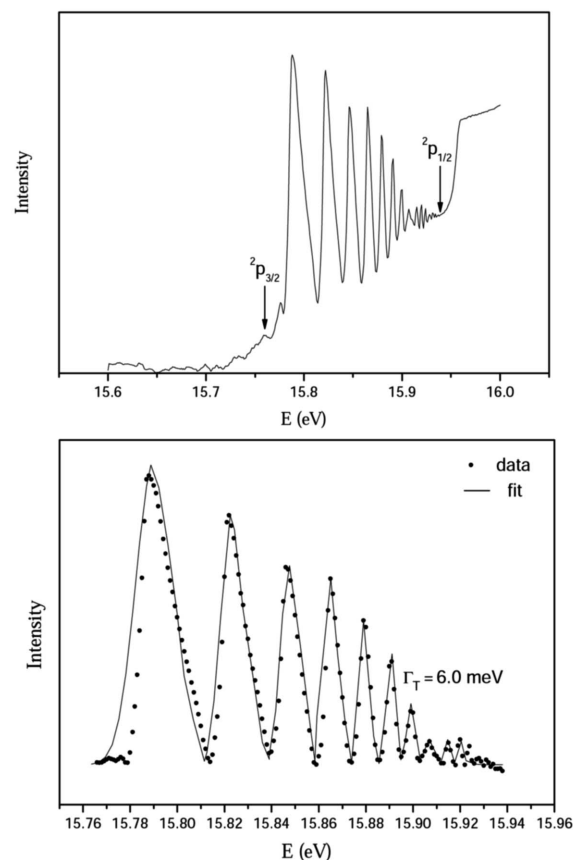 Intensity
²p₁/₂
²p₃/₂
15.6 15.7 15.8 15.9 16.0
E (eV)
Intensity
data
fit
Γ_T = 6.0 meV
15.76 15.78 15.80 15.82 15.84 15.86 15.88 15.90 15.92 15.94 15.96
E (eV)